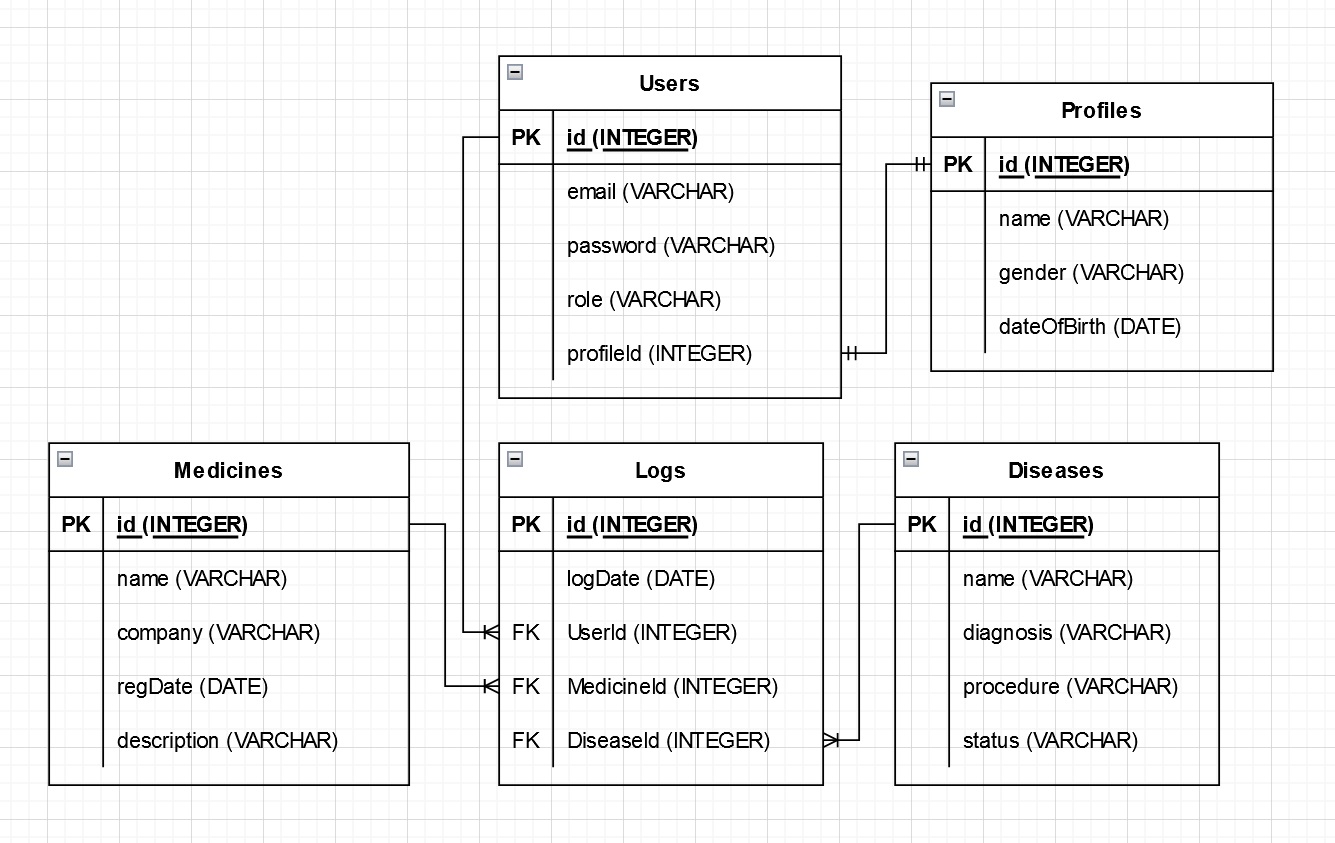 Users
PK id (INTEGER)
email (VARCHAR)
password (VARCHAR)
role (VARCHAR)
profileId (INTEGER)
Profiles
PK id (INTEGER)
name (VARCHAR)
gender (VARCHAR)
dateOfBirth (DATE)
Medicines
PK id (INTEGER)
name (VARCHAR)
company (VARCHAR)
regDate (DATE)
description (VARCHAR)
Logs
PK id (INTEGER)
logDate (DATE)
FK UserId (INTEGER)
FK MedicineId (INTEGER)
FK DiseaseId (INTEGER)
Diseases
PK id (INTEGER)
name (VARCHAR)
diagnosis (VARCHAR)
procedure (VARCHAR)
status (VARCHAR)